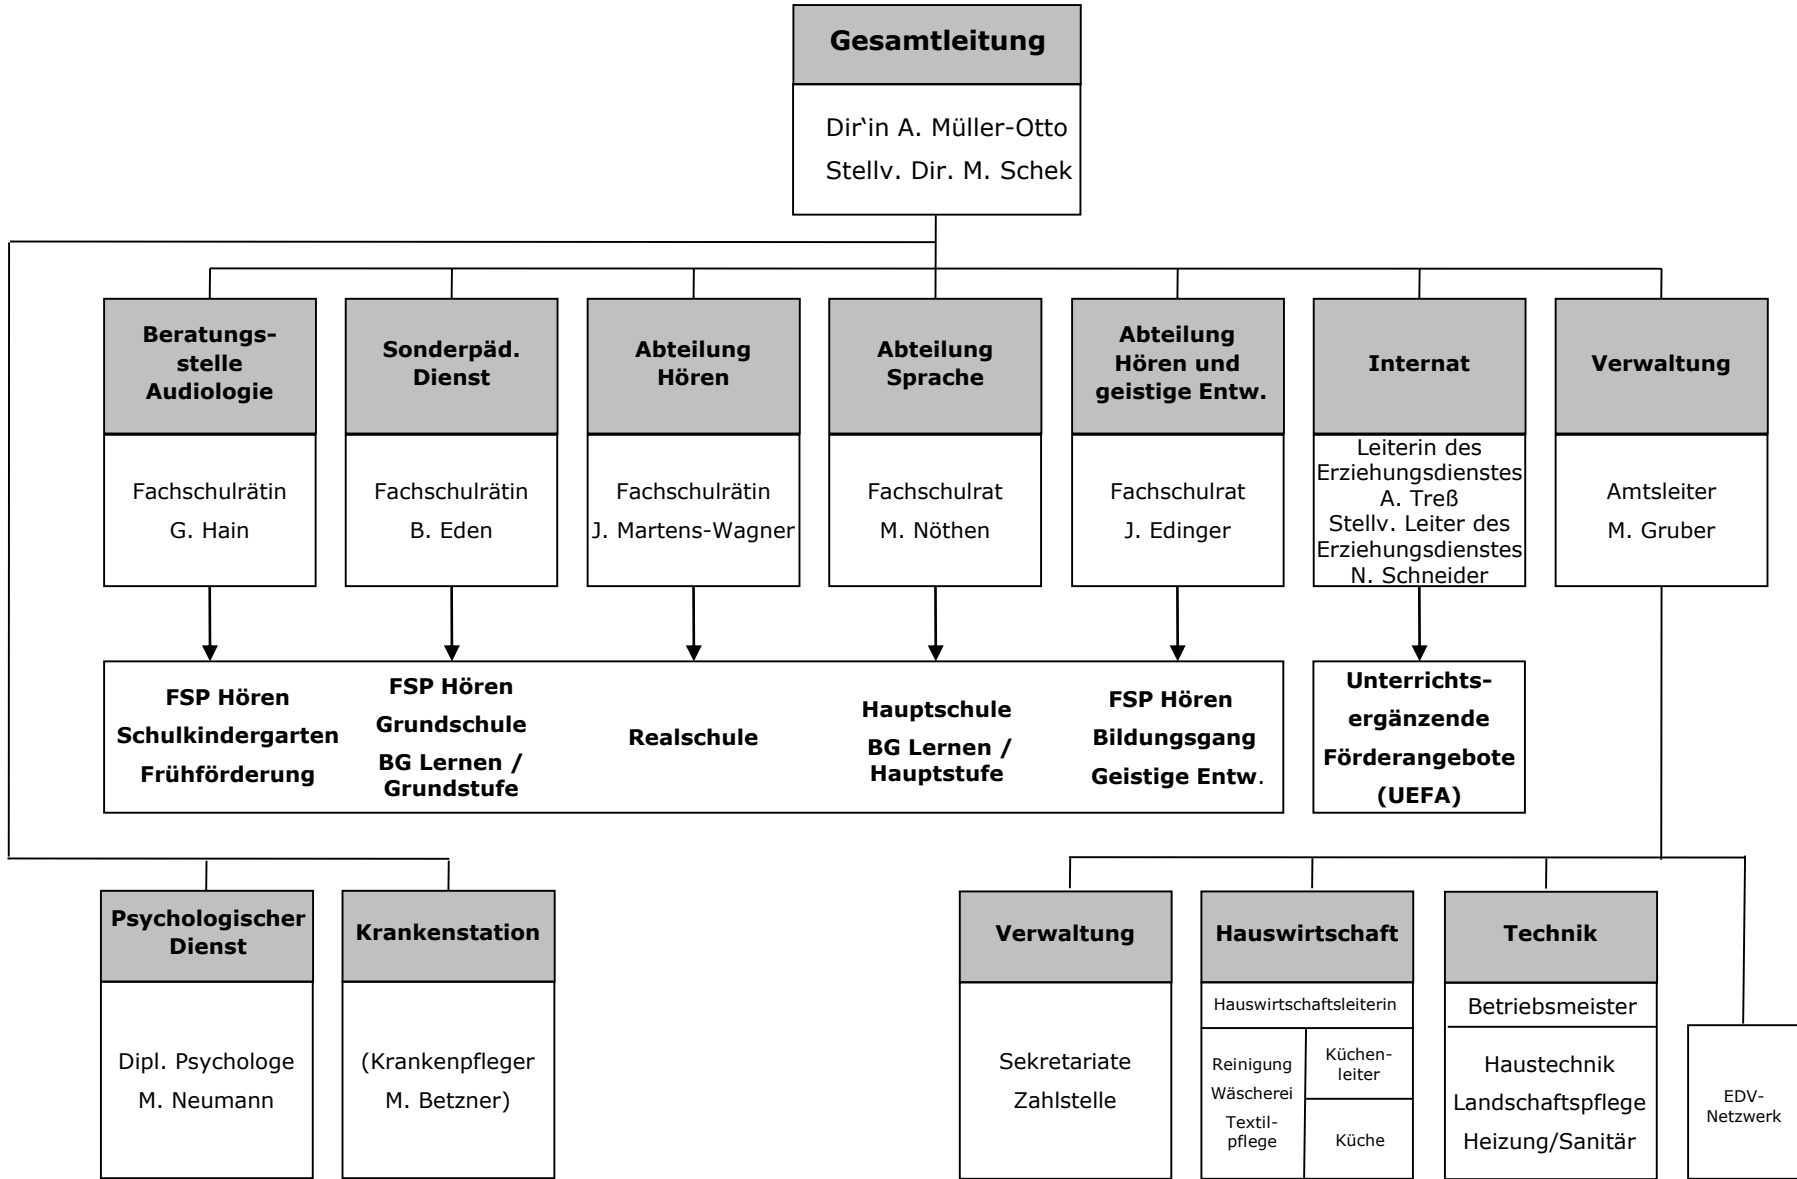 Gesamtleitung
Dir‘in A. Müller-Otto
Stellv. Dir. M. Schek
Beratungs-
stelle
Audiologie
Fachschulrätin
G. Hain
Sonderpäd.
Dienst
Fachschulrätin
B. Eden
Abteilung
Hören
Fachschulrätin
J. Martens-Wagner
Abteilung
Sprache
Fachschulrat
M. Nöthen
Abteilung
Hören und
geistige Entw.
Fachschulrat
J. Edinger
Internat
Leiterin des
Erziehungsdienstes
A. Treß
Stellv. Leiter des
Erziehungsdienstes
N. Schneider
Verwaltung
Amtsleiter
M. Gruber
FSP Hören
Schulkindergarten
Frühförderung
FSP Hören
Grundschule
BG Lernen /
Grundstufe
Realschule
Hauptschule
BG Lernen /
Hauptstufe
FSP Hören
Bildungsgang
Geistige Entw.
Unterrichts-
ergänzende
Förderangebote
(UEFA)
Psychologischer
Dienst
Dipl. Psychologe
M. Neumann
Krankenstation
(Krankenpfleger
M. Betzner)
Verwaltung
Sekretariate
Zahlstelle
Hauswirtschaft
Hauswirtschaftsleiterin
Reinigung
Wäscherei
Textil-
pflege
Küchen-
leiter
Küche
Technik
Betriebsmeister
Haustechnik
Landschaftspflege
Heizung/Sanitär
EDV-
Netzwerk